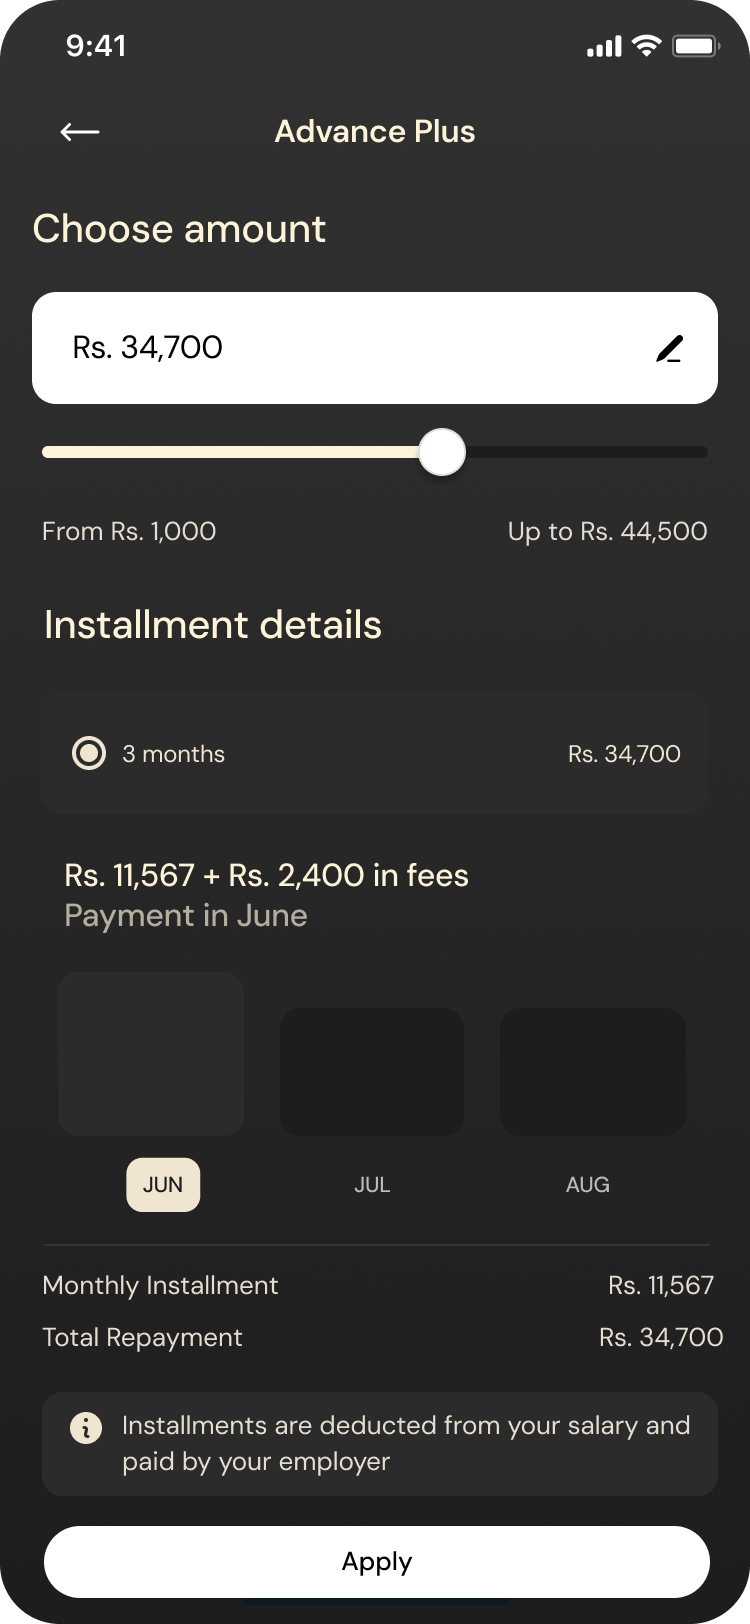 9:41
Advance Plus
Choose amount
Rs. 34,700
From Rs. 1,000
Up to Rs. 44,500
Installment details
3 months
Rs. 34,700
Rs. 11,567 + Rs. 2,400 in fees
Payment in June
JUN
JUL
AUG
Monthly Installment
Rs. 11,567
Total Repayment
Rs. 34,700
Installments are deducted from your salary and
paid by your employer
Apply